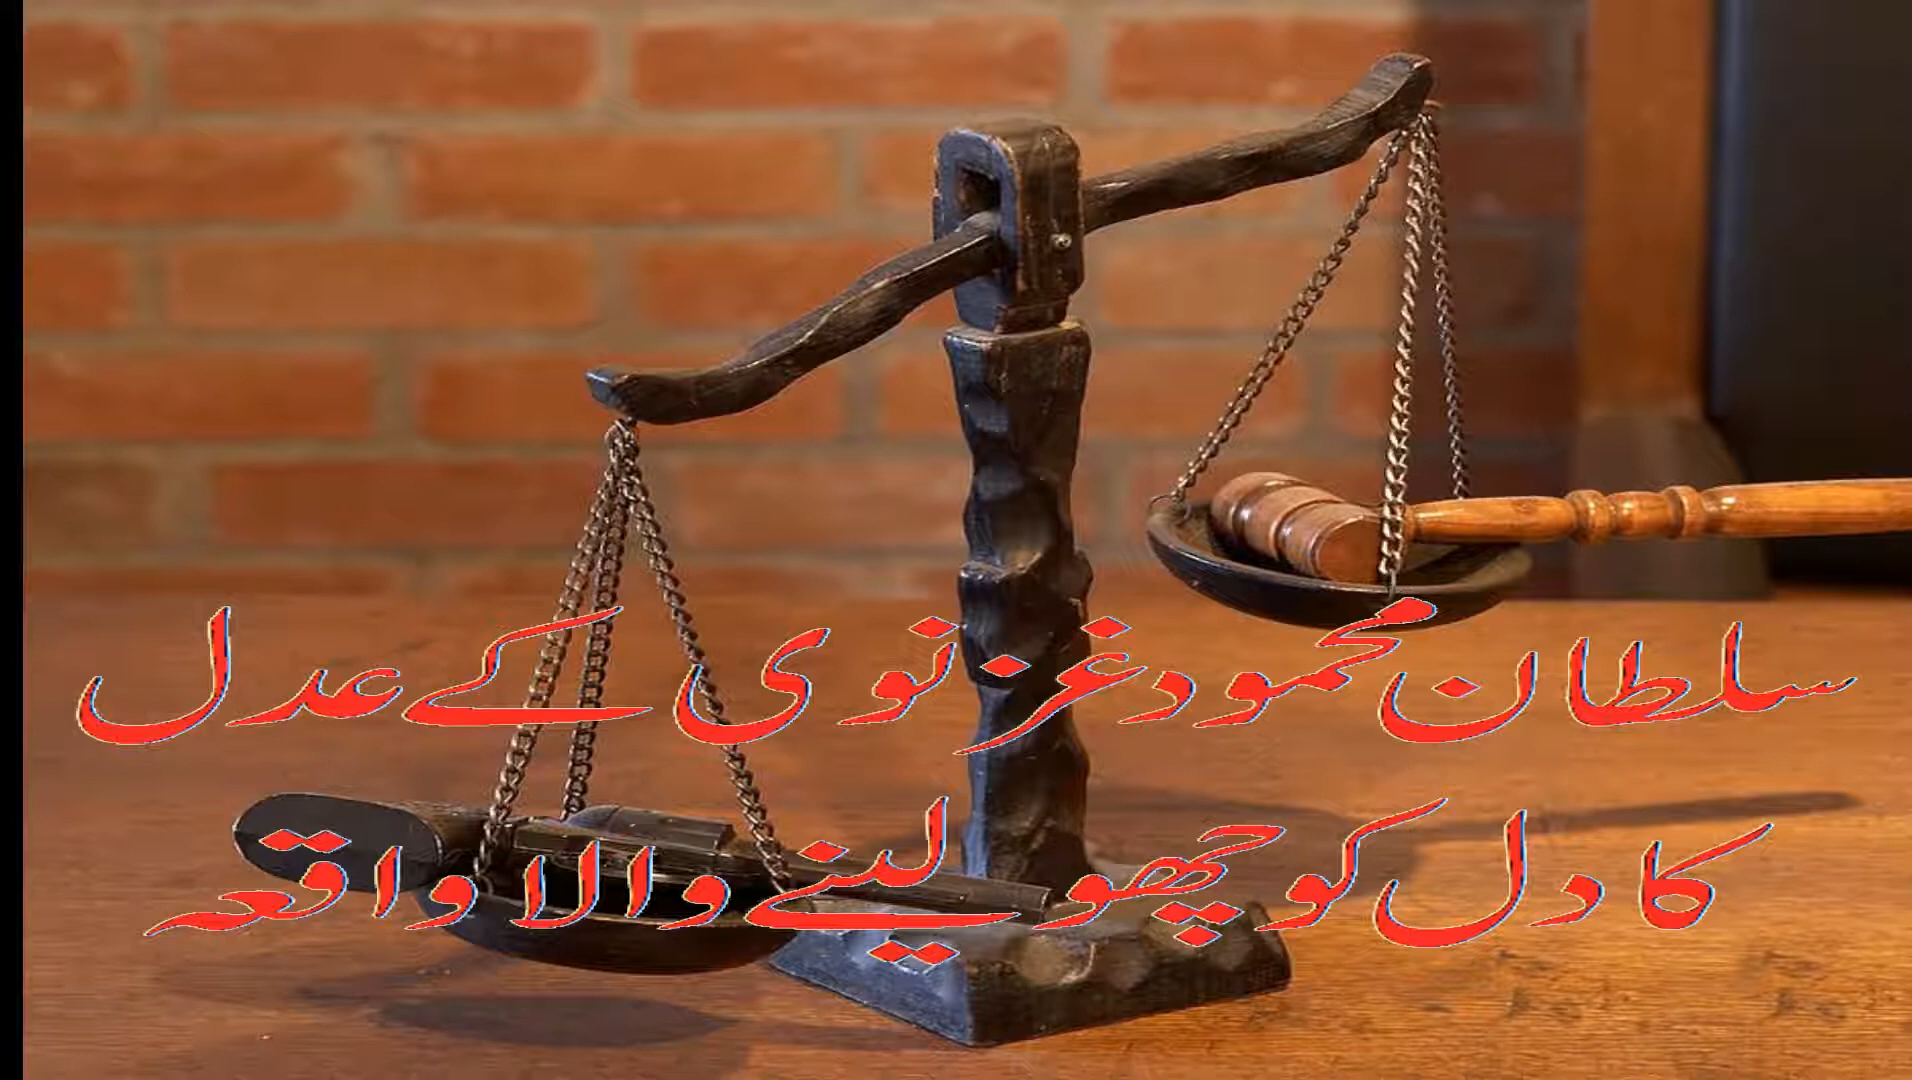 سلطان محمود غزنوی کے عدل
کا دل کو چھو لینے والا واقعہ